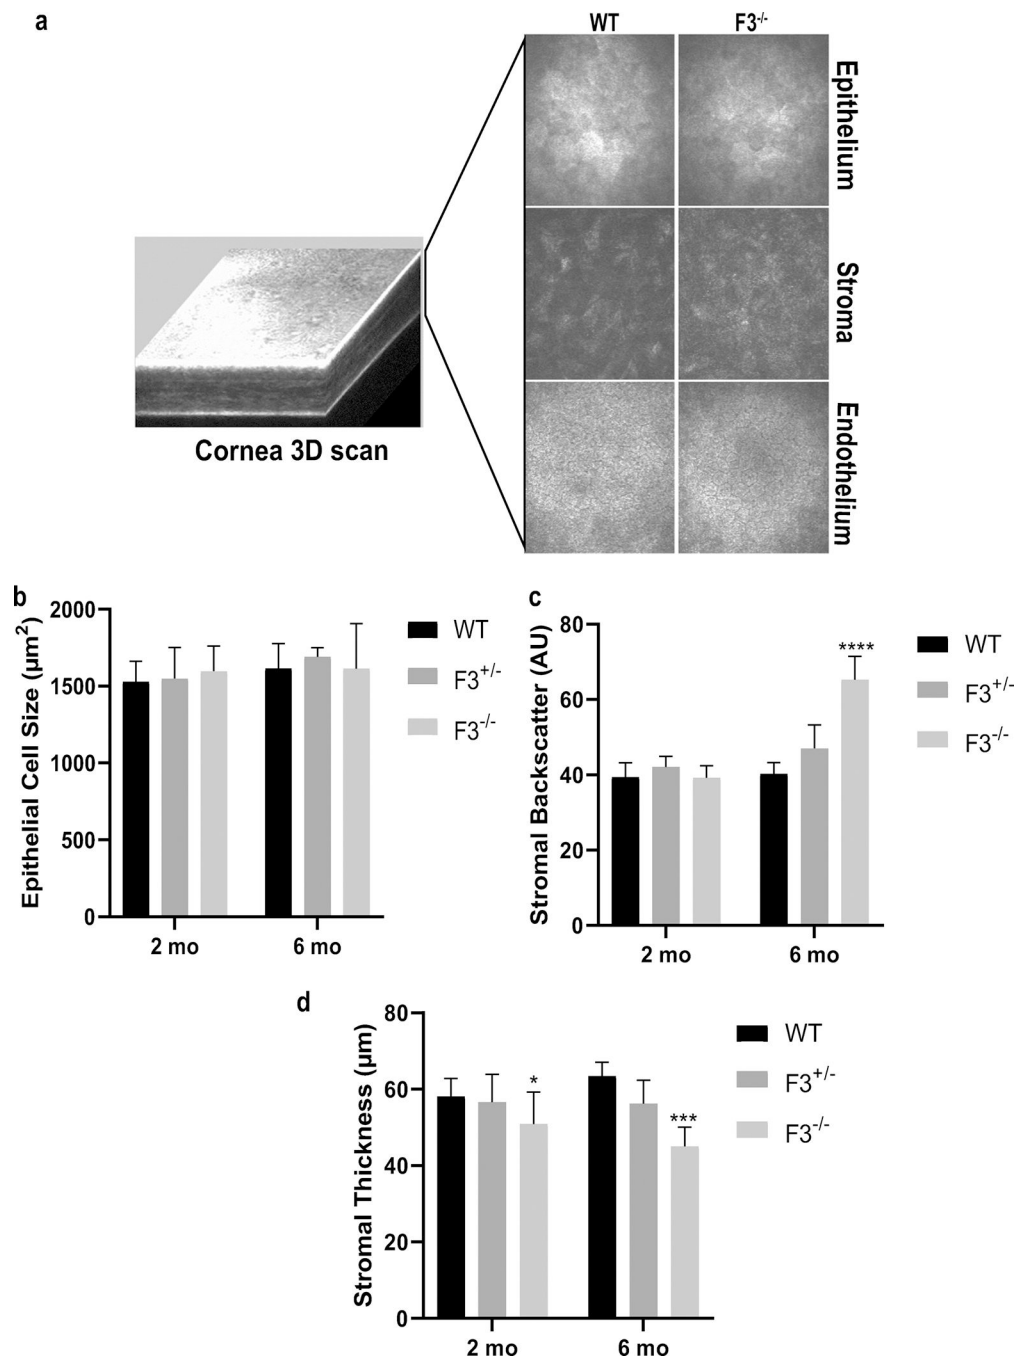 a
WT
F3-/-
Epithelium
Stroma
Endothelium
Cornea 3D scan
b
Epithelial Cell Size (µm²)
2000
1500
1000
500
0
2 mo
6 mo
WT
F3+/-
F3-/-
c
Stromal Backscatter (AU)
80
60
40
20
0
****
2 mo
6 mo
WT
F3+/-
F3-/-
d
Stromal Thickness (µm)
80
60
40
20
0
*
***
2 mo
6 mo
WT
F3+/-
F3-/-